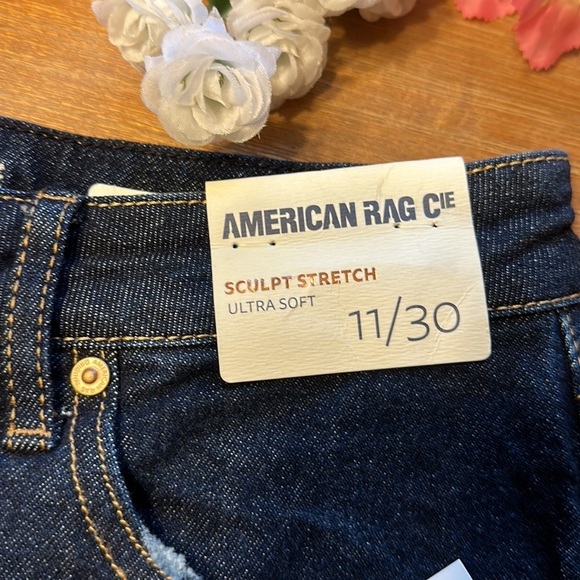 AMERICAN RAG CIE
SCULPT STRETCH
ULTRA SOFT
11/30